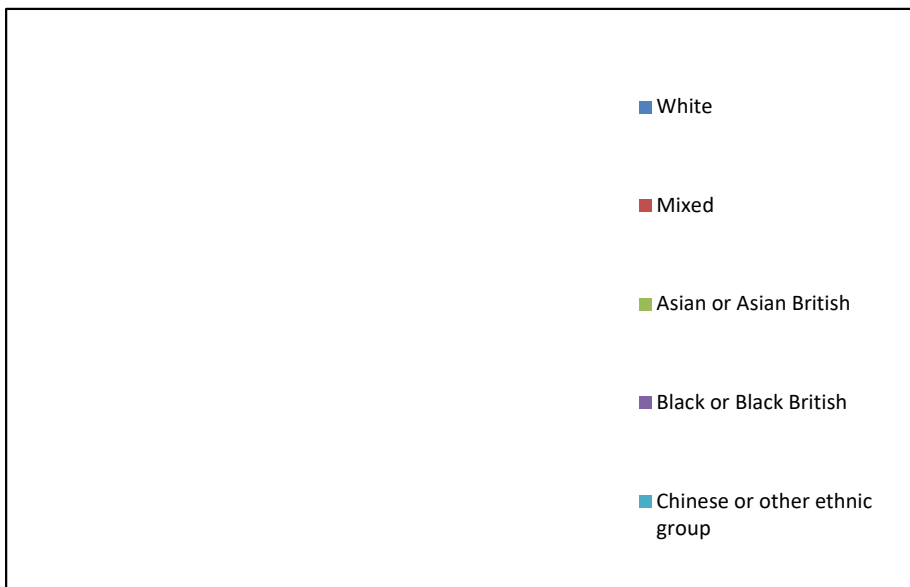 White
Mixed
Asian or Asian British
Black or Black British
Chinese or other ethnic
group